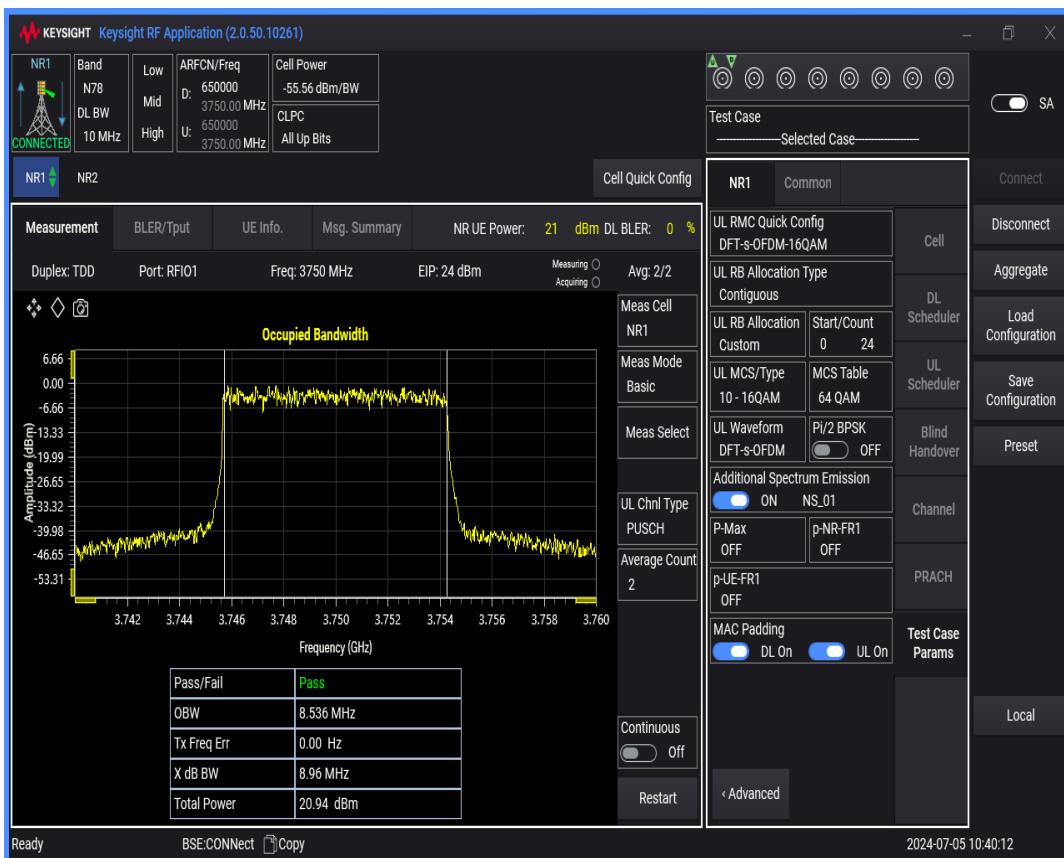 KEYSIGHT Keysight RF Application (2.0.50.10261)
NR1
CONNECTED
Band
N78
DL BW
10 MHz
Low
Mid
High
ARFCN/Freq
D: 650000
3750.00 MHz
U: 650000
3750.00 MHz
Cell Power
-55.56 dBm/BW
CLPC
All Up Bits
Test Case
-----------------Selected Case-----------------
SA
NR1 NR2
Cell Quick Config
Measurement BLER/Tput UE Info. Msg. Summary NR UE Power: 21 dBm DL BLER: 0 %
Duplex: TDD Port: RFIO1 Freq: 3750 MHz EIP: 24 dBm Measuring Acquiring Avg: 2/2
Occupied Bandwidth
Amplitude (dBm)
6.66
0.00
-6.66
-13.33
-19.99
-26.65
-33.32
-39.98
-46.65
-53.31
3.742 3.744 3.746 3.748 3.750 3.752 3.754 3.756 3.758 3.760
Frequency (GHz)
Pass/Fail Pass
OBW 8.536 MHz
Tx Freq Err 0.00 Hz
X dB BW 8.96 MHz
Total Power 20.94 dBm
Meas Cell
NR1
Meas Mode
Basic
Meas Select
UL Chnl Type
PUSCH
Average Count
2
Continuous
Off
Restart
NR1 Common
UL RMC Quick Config
DFT-s-OFDM-16QAM
UL RB Allocation Type
Contiguous
UL RB Allocation
Custom
Start/Count
0 24
UL MCS/Type
10 - 16QAM
MCS Table
64 QAM
UL Waveform
DFT-s-OFDM
Pi/2 BPSK
OFF
Additional Spectrum Emission
ON NS_01
P-Max
OFF
p-NR-FR1
OFF
p-UE-FR1
OFF
MAC Padding
DL On UL On
‹ Advanced
Cell
DL
Scheduler
UL
Scheduler
Blind
Handover
Channel
PRACH
Test Case
Params
Connect
Disconnect
Aggregate
Load
Configuration
Save
Configuration
Preset
Local
Ready BSE:CONNect Copy 2024-07-05 10:40:12